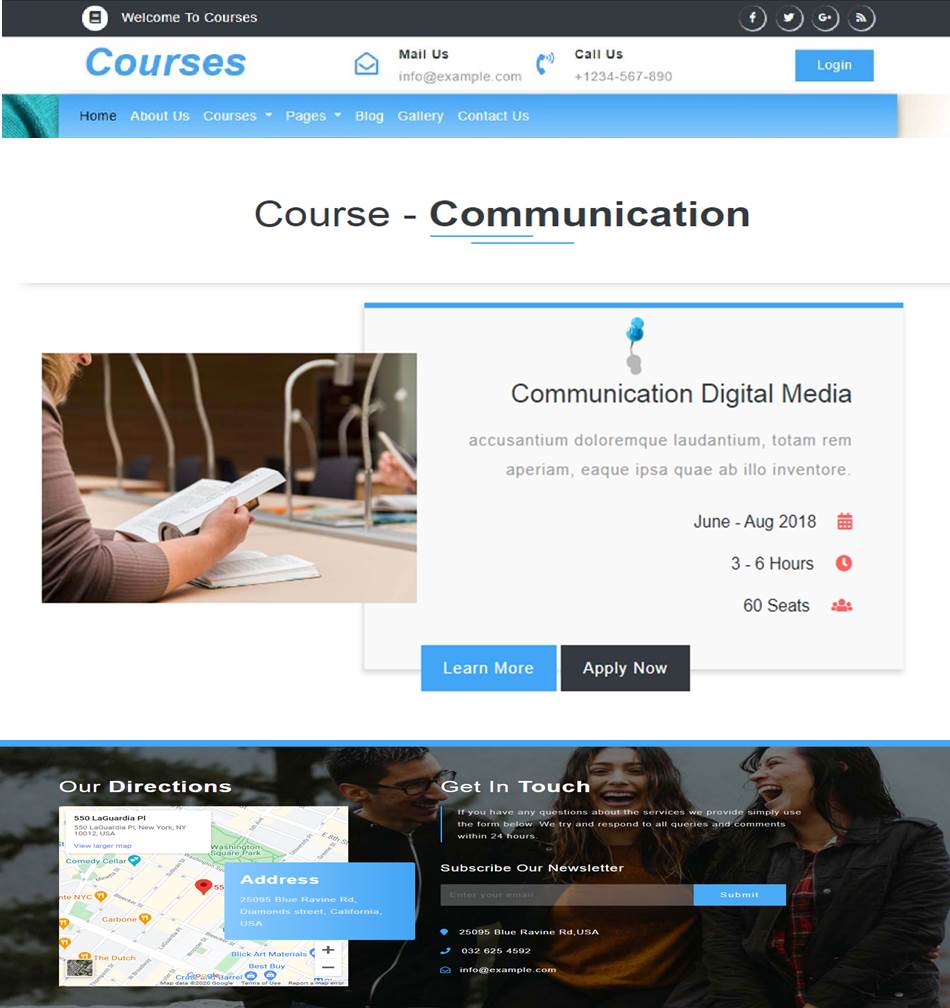 Welcome To Courses
Courses
Mail Us
info@example.com
Call Us
+1234-567-890
Login
Home About Us Courses Pages Blog Gallery Contact Us
Course - Communication
Communication Digital Media
accusantium doloremque laudantium, totam rem
aperiam, eaque ipsa quae ab illo inventore.
June - Aug 2018
3 - 6 Hours
60 Seats
Learn More Apply Now
Our Directions
550 LaGuardia Pl
550 LaGuardia Pl, New York, NY
10012, USA
View larger map
Washington
Square Park
Comedy Cellar
nte NYC
55
Carbone
The Dutch
Blick Art Materials
Best Buy
Crate and Barrel
Google
Map data ©2020 Google Terms of Use Report a map error
Address
25095 Blue Ravine Rd,
Diamonds street, California,
USA
Get In Touch
If you have any questions about the services we provide simply use
the form below. We try and respond to all queries and comments
within 24 hours.
Subscribe Our Newsletter
Enter your email...
Submit
25095 Blue Ravine Rd,USA
032 625 4592
info@example.com